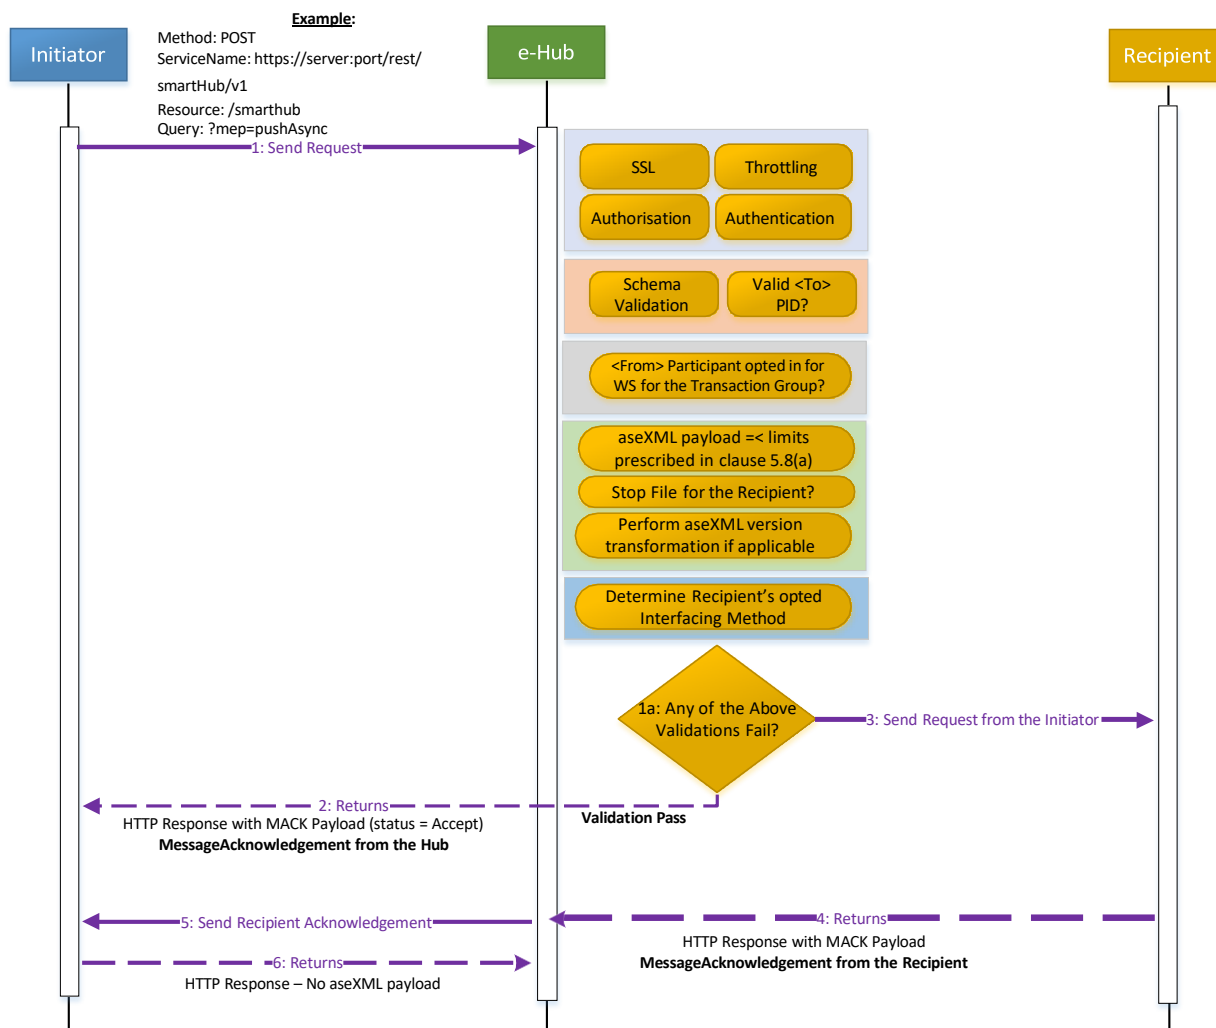 Example:
Method: POST
ServiceName: https://server:port/rest/
smartHub/v1
Resource: /smarthub
Query: ?mep=pushAsync
Initiator
e-Hub
Recipient
1: Send Request
SSL
Throttling
Authorisation
Authentication
Schema
Validation
Valid <To>
PID?
<From> Participant opted in for
WS for the Transaction Group?
aseXML payload =< limits
prescribed in clause 5.8(a)
Stop File for the Recipient?
Perform aseXML version
transformation if applicable
Determine Recipient’s opted
Interfacing Method
1a: Any of the Above
Validations Fail?
3: Send Request from the Initiator
2: Returns
HTTP Response with MACK Payload (status = Accept)
MessageAcknowledgement from the Hub
Validation Pass
5: Send Recipient Acknowledgement
4: Returns
HTTP Response with MACK Payload
MessageAcknowledgement from the Recipient
6: Returns
HTTP Response – No aseXML payload